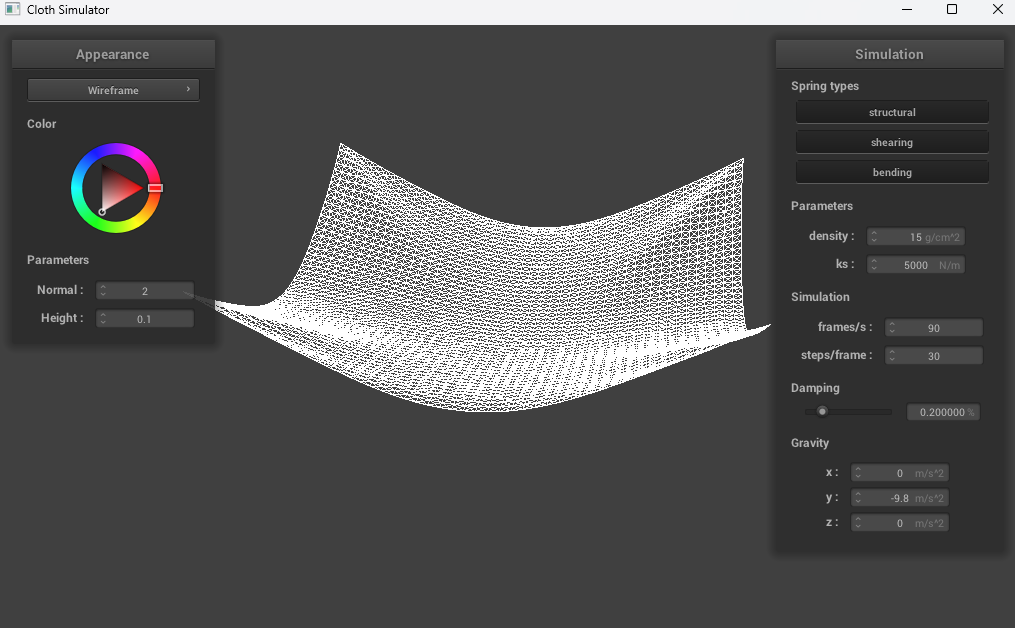 Cloth Simulator
Appearance
Wireframe
Color
Parameters
Normal : 2
Height : 0.1
Simulation
Spring types
structural
shearing
bending
Parameters
density : 15 g/cm^2
ks : 5000 N/m
Simulation
frames/s : 90
steps/frame : 30
Damping
0.200000 %
Gravity
x : 0 m/s^2
y : -9.8 m/s^2
z : 0 m/s^2